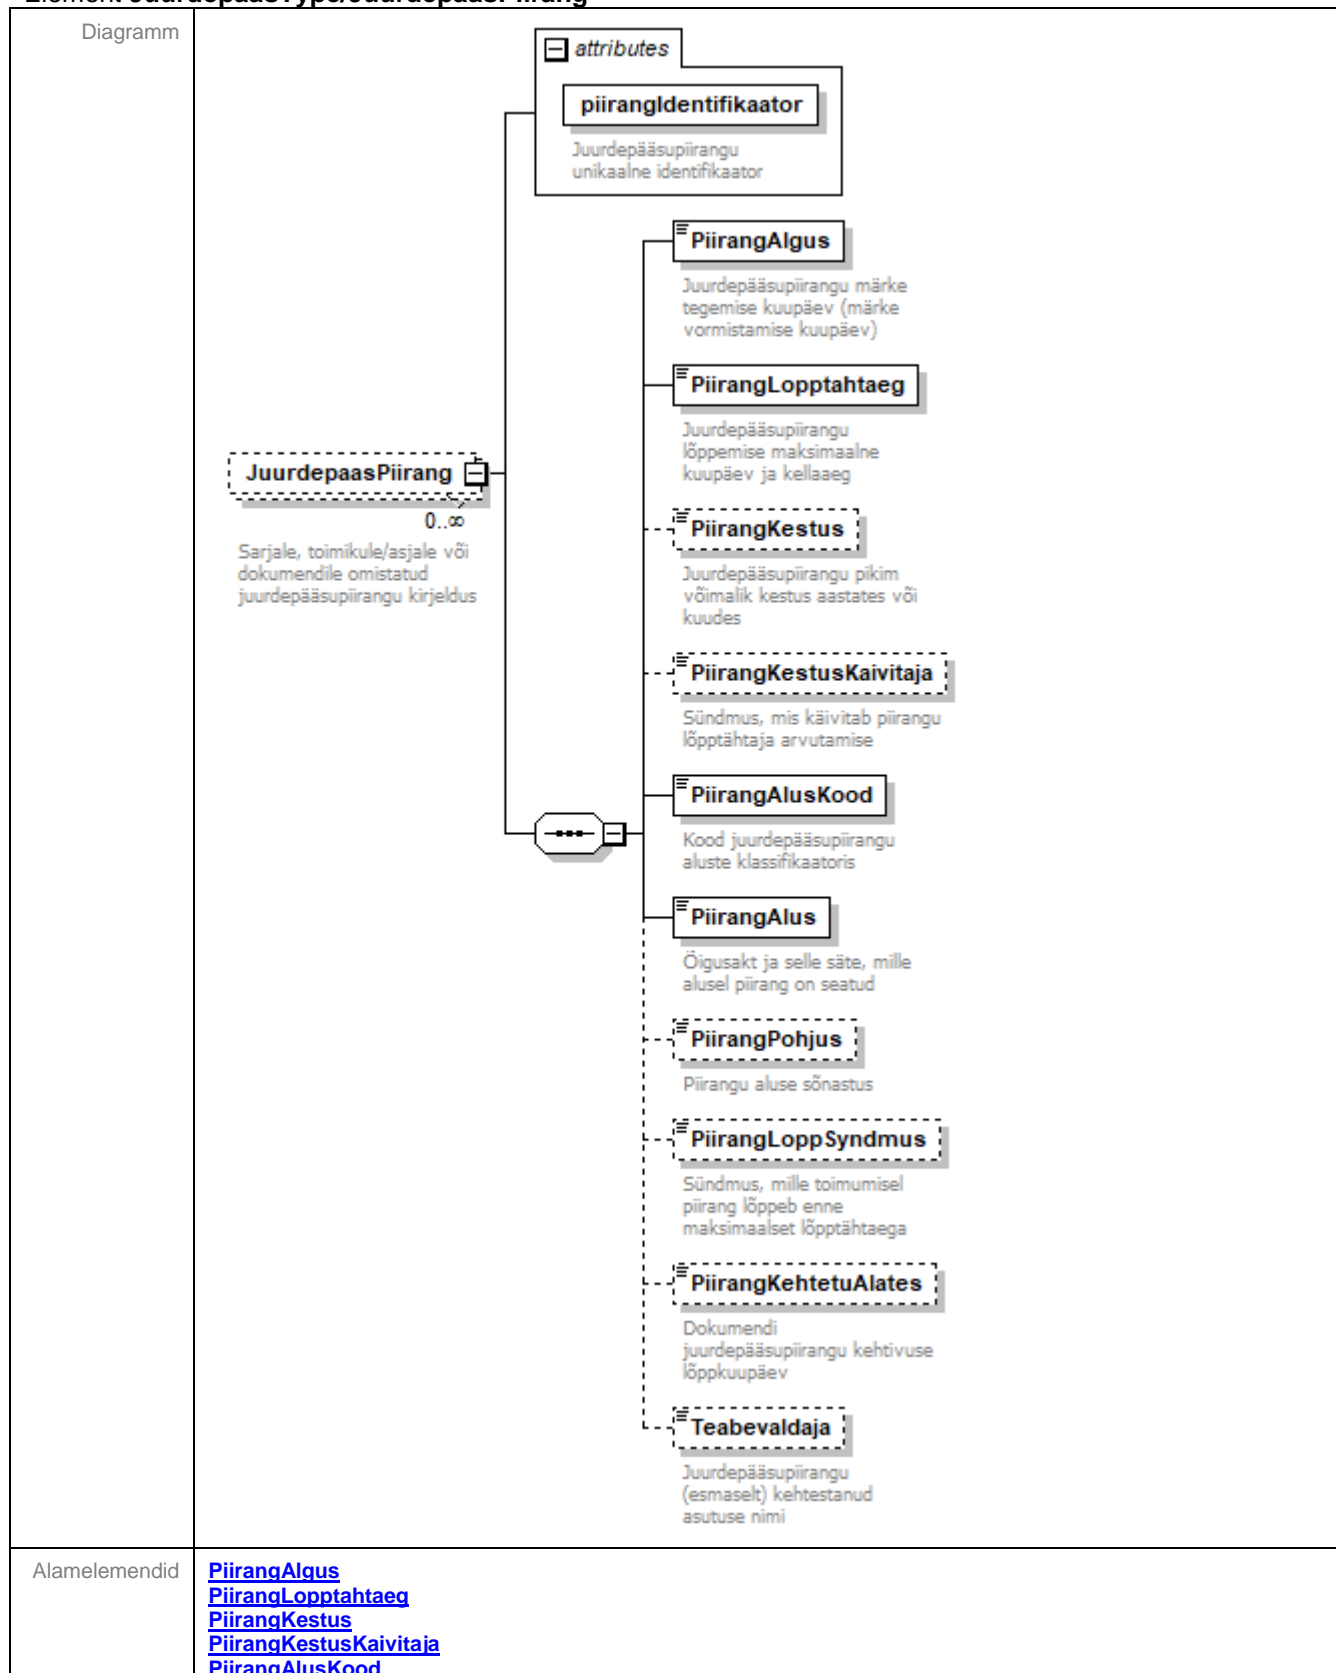 Element JuurdepaasType/JuurdepaasPiirang
Diagramm
attributes
piirangIdentifikaator
Juurdepääsupiirangu
unikaalne identifikaator
PiirangAlgus
Juurdepääsupiirangu märke
tegemise kuupäev (märke
vormistamise kuupäev)
PiirangLopptahtaeg
Juurdepääsupiirangu
lõppemise maksimaalne
kuupäev ja kellaaeg
JuurdepaasPiirang
0..∞
Sarjale, toimikule/asjale või
dokumendile omistatud
juurdepääsupiirangu kirjeldus
PiirangKestus
Juurdepääsupiirangu pikim
võimalik kestus aastates või
kuudes
PiirangKestusKaivitaja
Sündmus, mis käivitab piirangu
lõpptähtaja arvutamise
PiirangAlusKood
Kood juurdepääsupiirangu
aluste klassifikaatoris
PiirangAlus
Õigusakt ja selle säte, mille
alusel piirang on seatud
PiirangPohjus
Piirangu aluse sõnastus
PiirangLoppSyndmus
Sündmus, mille toimumisel
piirang lõppeb enne
maksimaalset lõpptähtaega
PiirangKehtetuAlates
Dokumendi
juurdepääsupiirangu kehtivuse
lõppkuupäev
Teabevaldaja
Juurdepääsupiirangu
(esmaselt) kehtestanud
asutuse nimi
Alamelemendid
PiirangAlgus
PiirangLopptahtaeg
PiirangKestus
PiirangKestusKaivitaja
PiirangAlusKood